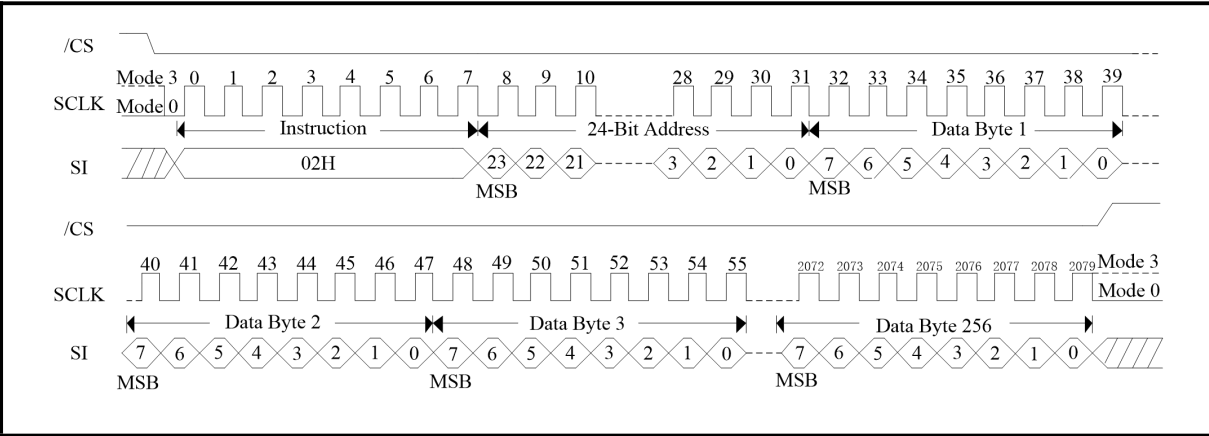 /CS
Mode 3 0 1 2 3 4 5 6 7 8 9 10 28 29 30 31 32 33 34 35 36 37 38 39
SCLK Mode 0
Instruction 24-Bit Address Data Byte 1
SI 02H 23 22 21 3 2 1 0 7 6 5 4 3 2 1 0
MSB MSB
/CS
40 41 42 43 44 45 46 47 48 49 50 51 52 53 54 55 2072 2073 2074 2075 2076 2077 2078 2079 Mode 3
SCLK Mode 0
Data Byte 2 Data Byte 3 Data Byte 256
SI 7 6 5 4 3 2 1 0 7 6 5 4 3 2 1 0 7 6 5 4 3 2 1 0
MSB MSB MSB